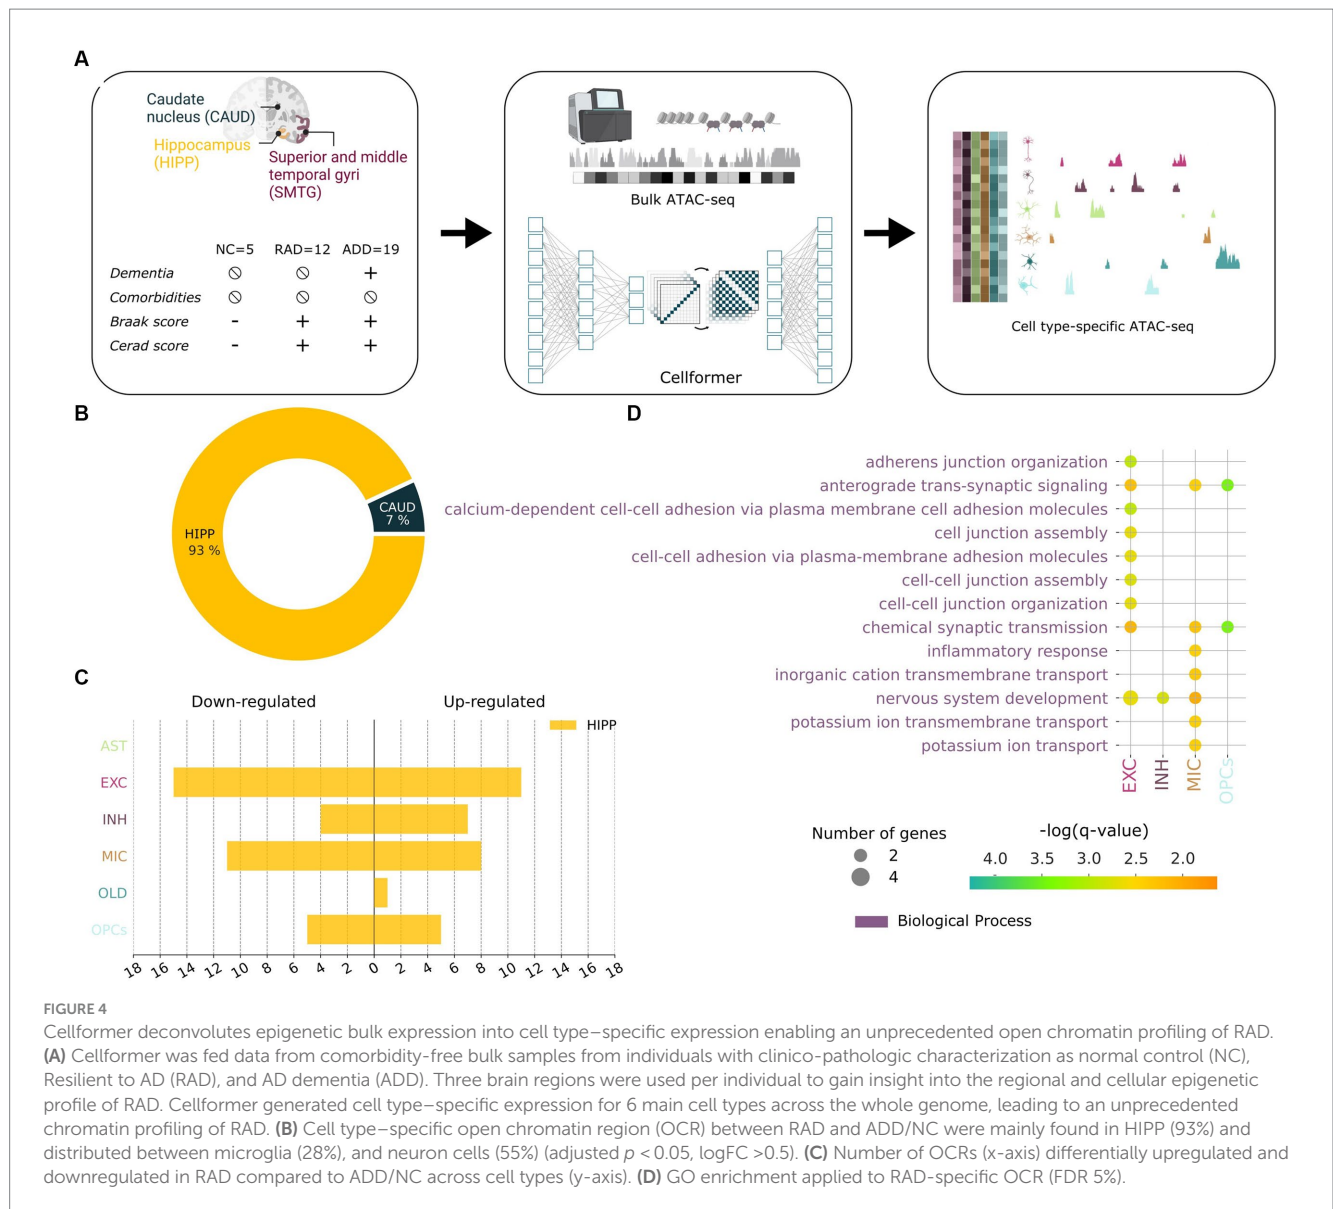 A
Caudate
nucleus (CAUD)
Hippocampus
(HIPP)
Superior and middle
temporal gyri
(SMTG)
NC=5 RAD=12 ADD=19
Dementia ⦸ ⦸ +
Comorbidities ⦸ ⦸ ⦸
Braak score - + +
Cerad score - + +
Bulk ATAC-seq
Cellformer
Cell type-specific ATAC-seq
B
HIPP
93 %
CAUD
7 %
C
Down-regulated Up-regulated
HIPP
AST
EXC
INH
MIC
OLD
OPCs
18 16 14 12 10 8 6 4 2 0 2 4 6 8 10 12 14 16 18
D
adherens junction organization
anterograde trans-synaptic signaling
calcium-dependent cell-cell adhesion via plasma membrane cell adhesion molecules
cell junction assembly
cell-cell adhesion via plasma-membrane adhesion molecules
cell-cell junction assembly
cell-cell junction organization
chemical synaptic transmission
inflammatory response
inorganic cation transmembrane transport
nervous system development
potassium ion transmembrane transport
potassium ion transport
EXC INH MIC OPCs
Number of genes
2
4
-log(q-value)
4.0 3.5 3.0 2.5 2.0
Biological Process
FIGURE 4
Cellformer deconvolutes epigenetic bulk expression into cell type–specific expression enabling an unprecedented open chromatin profiling of RAD.
(A) Cellformer was fed data from comorbidity-free bulk samples from individuals with clinico-pathologic characterization as normal control (NC),
Resilient to AD (RAD), and AD dementia (ADD). Three brain regions were used per individual to gain insight into the regional and cellular epigenetic
profile of RAD. Cellformer generated cell type–specific expression for 6 main cell types across the whole genome, leading to an unprecedented
chromatin profiling of RAD. (B) Cell type–specific open chromatin region (OCR) between RAD and ADD/NC were mainly found in HIPP (93%) and
distributed between microglia (28%), and neuron cells (55%) (adjusted p < 0.05, logFC >0.5). (C) Number of OCRs (x-axis) differentially upregulated and
downregulated in RAD compared to ADD/NC across cell types (y-axis). (D) GO enrichment applied to RAD-specific OCR (FDR 5%).